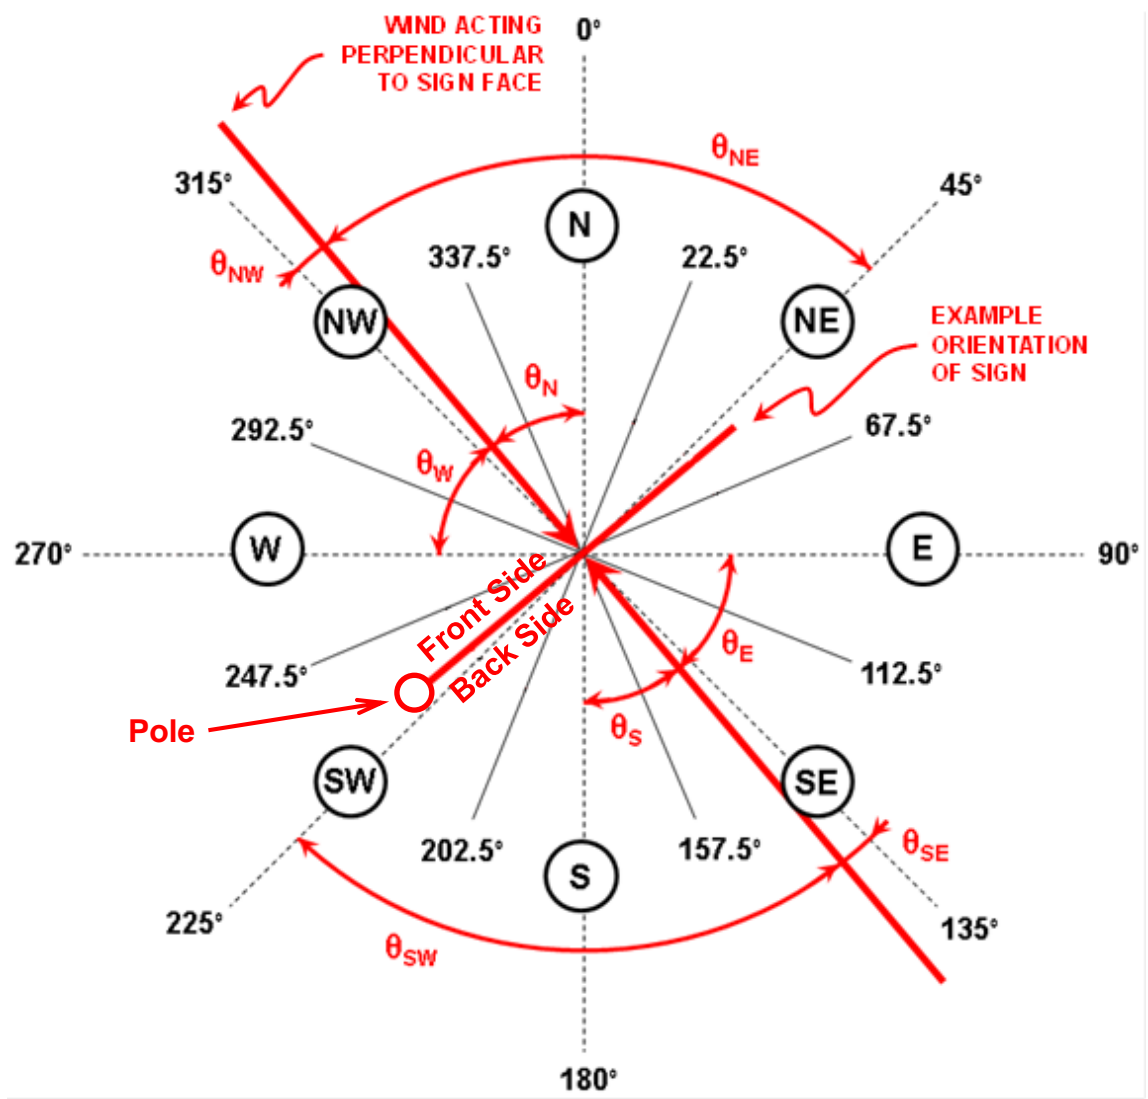 WIND ACTING
PERPENDICULAR
TO SIGN FACE
0°
θNE
315°
45°
θNW
N
337.5°
22.5°
NW
NE
EXAMPLE
ORIENTATION
OF SIGN
θN
292.5°
67.5°
θW
270°
W
E
90°
Front Side
Back Side
θE
247.5°
112.5°
Pole
θS
SW
SE
202.5°
157.5°
θSE
S
225°
135°
θSW
180°